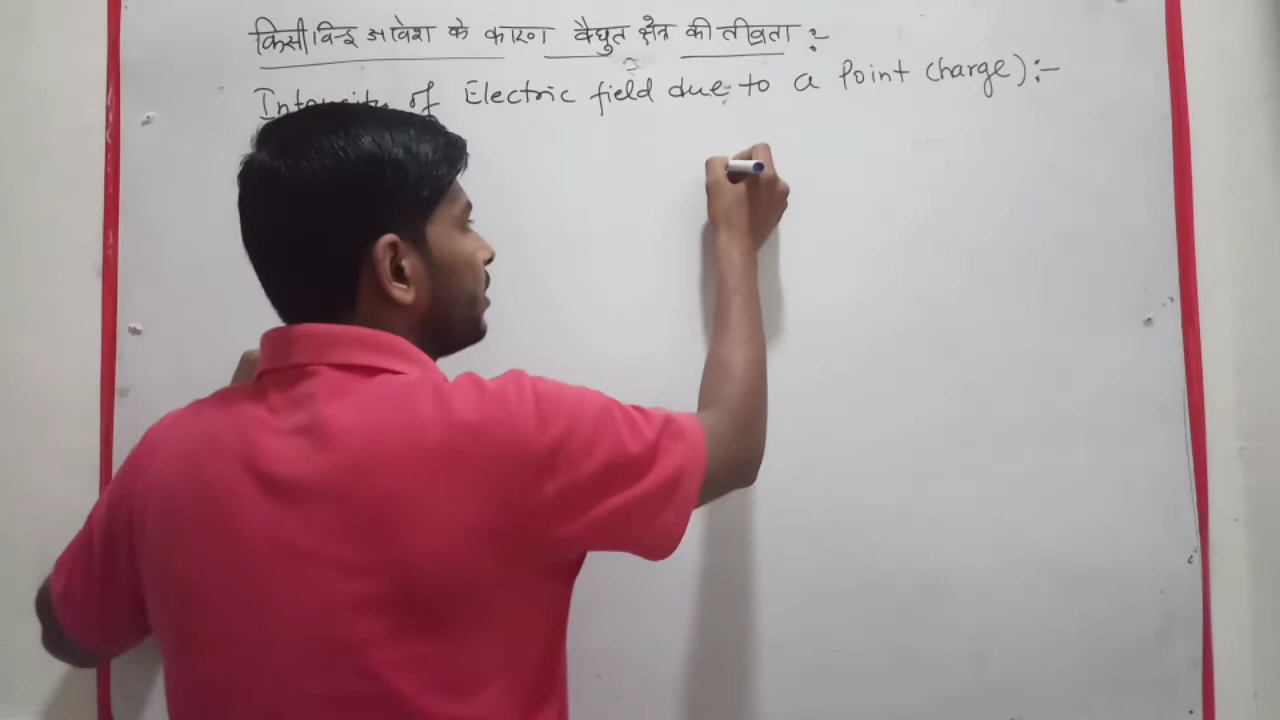 किसी बिन्दु आवेश के कारण वैद्युत क्षेत्र की तीव्रता :-
Intensity of Electric field due to a Point Charge) :-